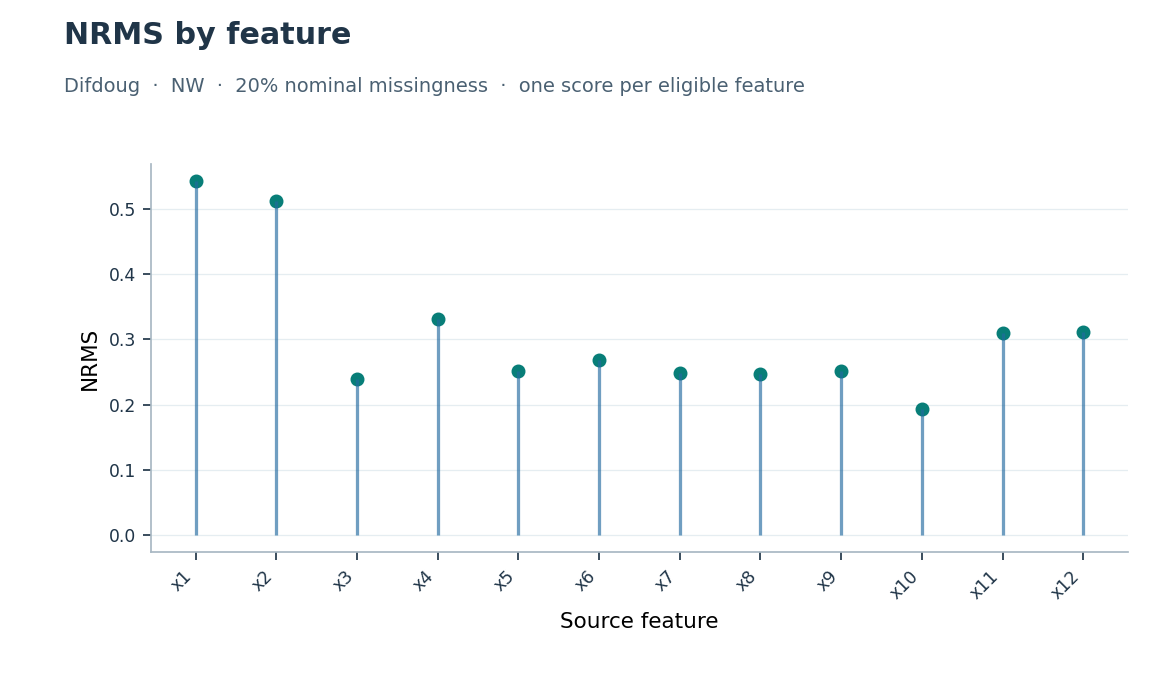 NRMS by feature
Difdoug · NW · 20% nominal missingness · one score per eligible feature
NRMS
0.5
0.4
0.3
0.2
0.1
0.0
x1 x2 x3 x4 x5 x6 x7 x8 x9 x10 x11 x12
Source feature